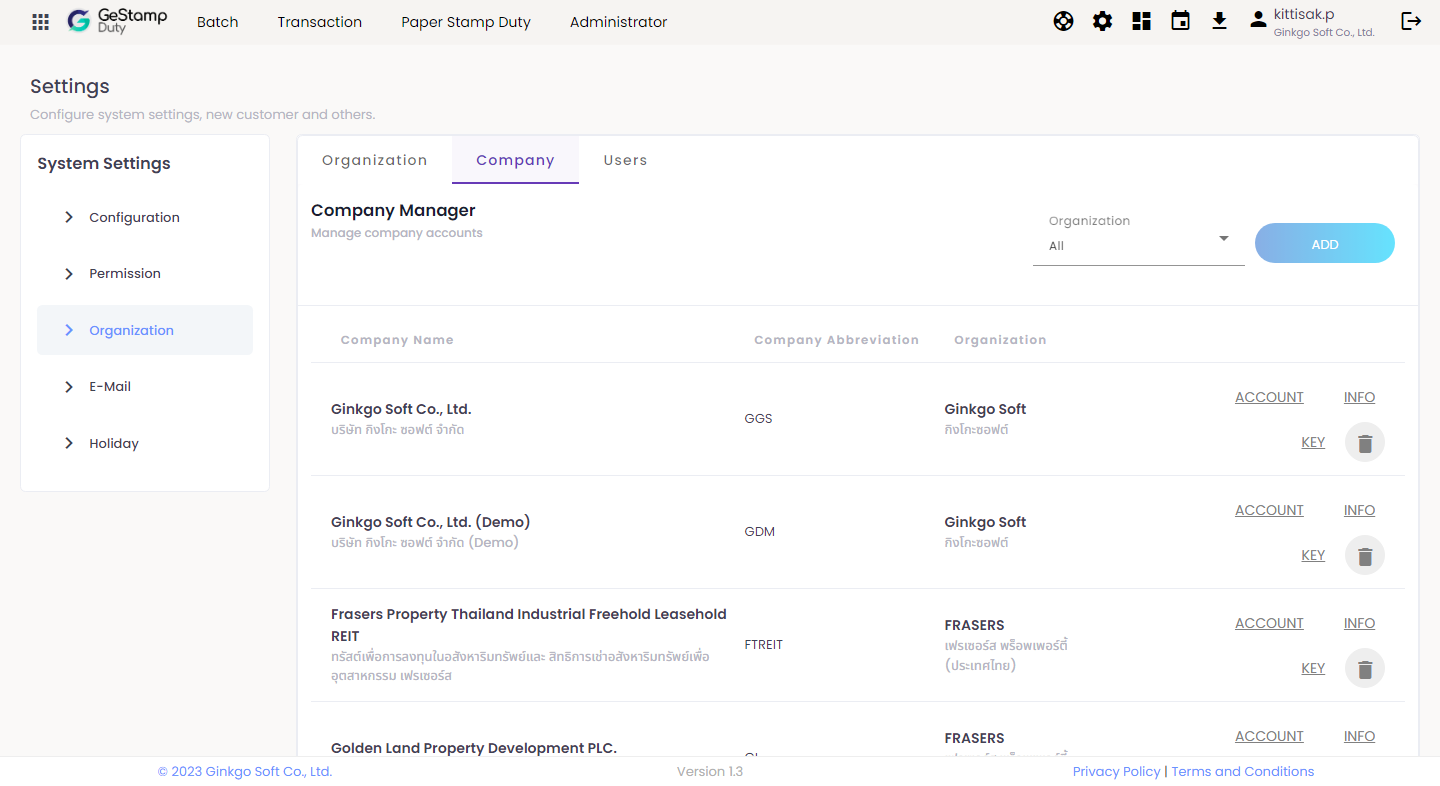 GeStamp
Duty
Batch
Transaction
Paper Stamp Duty
Administrator
kittisak.p
Ginkgo Soft Co., Ltd.
Settings
Configure system settings, new customer and others.
System Settings
Configuration
Permission
Organization
E-Mail
Holiday
Organization
Company
Users
Company Manager
Manage company accounts
Organization
All
ADD
Company Name
Company Abbreviation
Organization
Ginkgo Soft Co., Ltd.
บริษัท กิงโกะ ซอฟต์ จำกัด
GGS
Ginkgo Soft
กิงโกะซอฟต์
ACCOUNT
INFO
KEY
Ginkgo Soft Co., Ltd. (Demo)
บริษัท กิงโกะ ซอฟต์ จำกัด (Demo)
GDM
Ginkgo Soft
กิงโกะซอฟต์
ACCOUNT
INFO
KEY
Frasers Property Thailand Industrial Freehold Leasehold
REIT
ทรัสต์เพื่อการลงทุนในอสังหาริมทรัพย์และ สิทธิการเช่าอสังหาริมทรัพย์เพื่อ
อุตสาหกรรม เฟรเซอร์ส
FTREIT
FRASERS
เฟรเซอร์ส พร็อพเพอร์ตี้
(ประเทศไทย)
ACCOUNT
INFO
KEY
Golden Land Property Development PLC.
FRASERS
ACCOUNT
INFO
© 2023 Ginkgo Soft Co., Ltd.
Version 1.3
Privacy Policy | Terms and Conditions